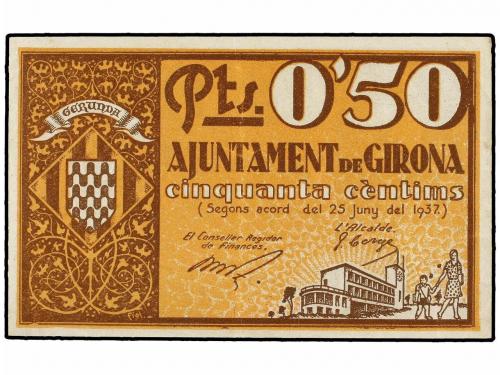 GERUNDA
Pts. 0'50
AJUNTAMENT DE GIRONA
cinquanta cèntims
(Segons acord del 25 juny del 1937.)
El Conseller Regidor
de Finances,
L'Alcalde,